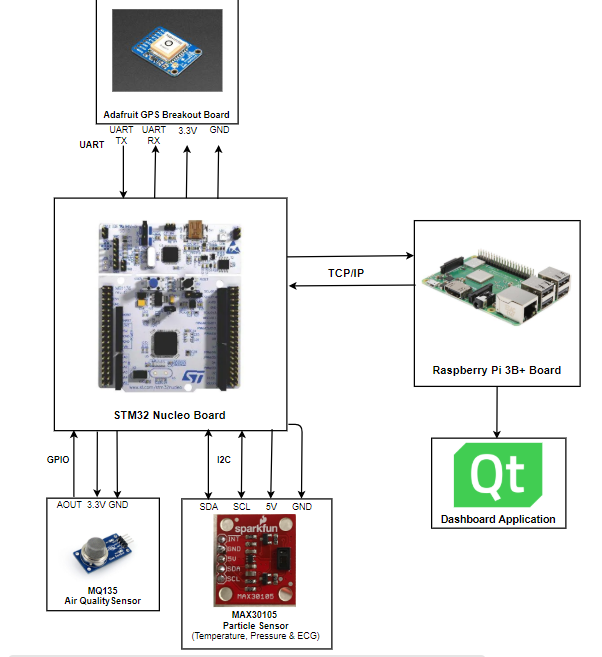 Adafruit GPS Breakout Board
UART TX
UART RX
3.3V
GND
UART
TCP/IP
STM32 Nucleo Board
Raspberry Pi 3B+ Board
GPIO
I2C
AOUT 3.3V GND
SDA SCL 5V GND
Qt
Dashboard Application
MQ135
Air Quality Sensor
sparkfun
INT
GND
5V
SDA
SCL
MAX30105
MAX30105
Particle Sensor
(Temperature, Pressure & ECG)